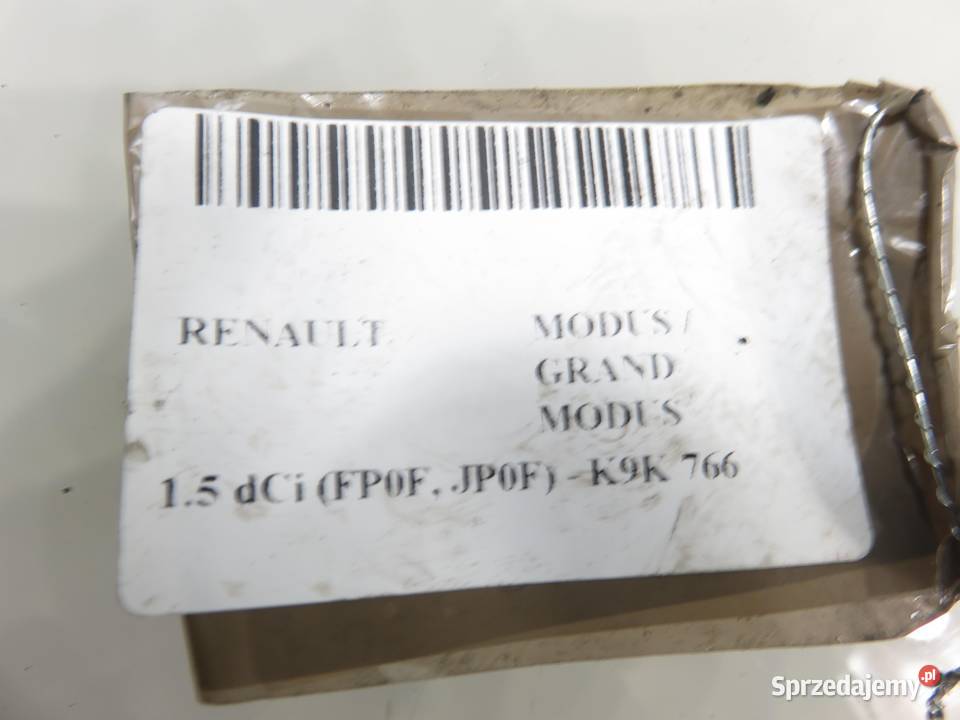 RENAULT MODUS /
GRAND
MODUS
1.5 dCi (FP0F, JP0F) - K9K 766
Sprzedajemy.pl